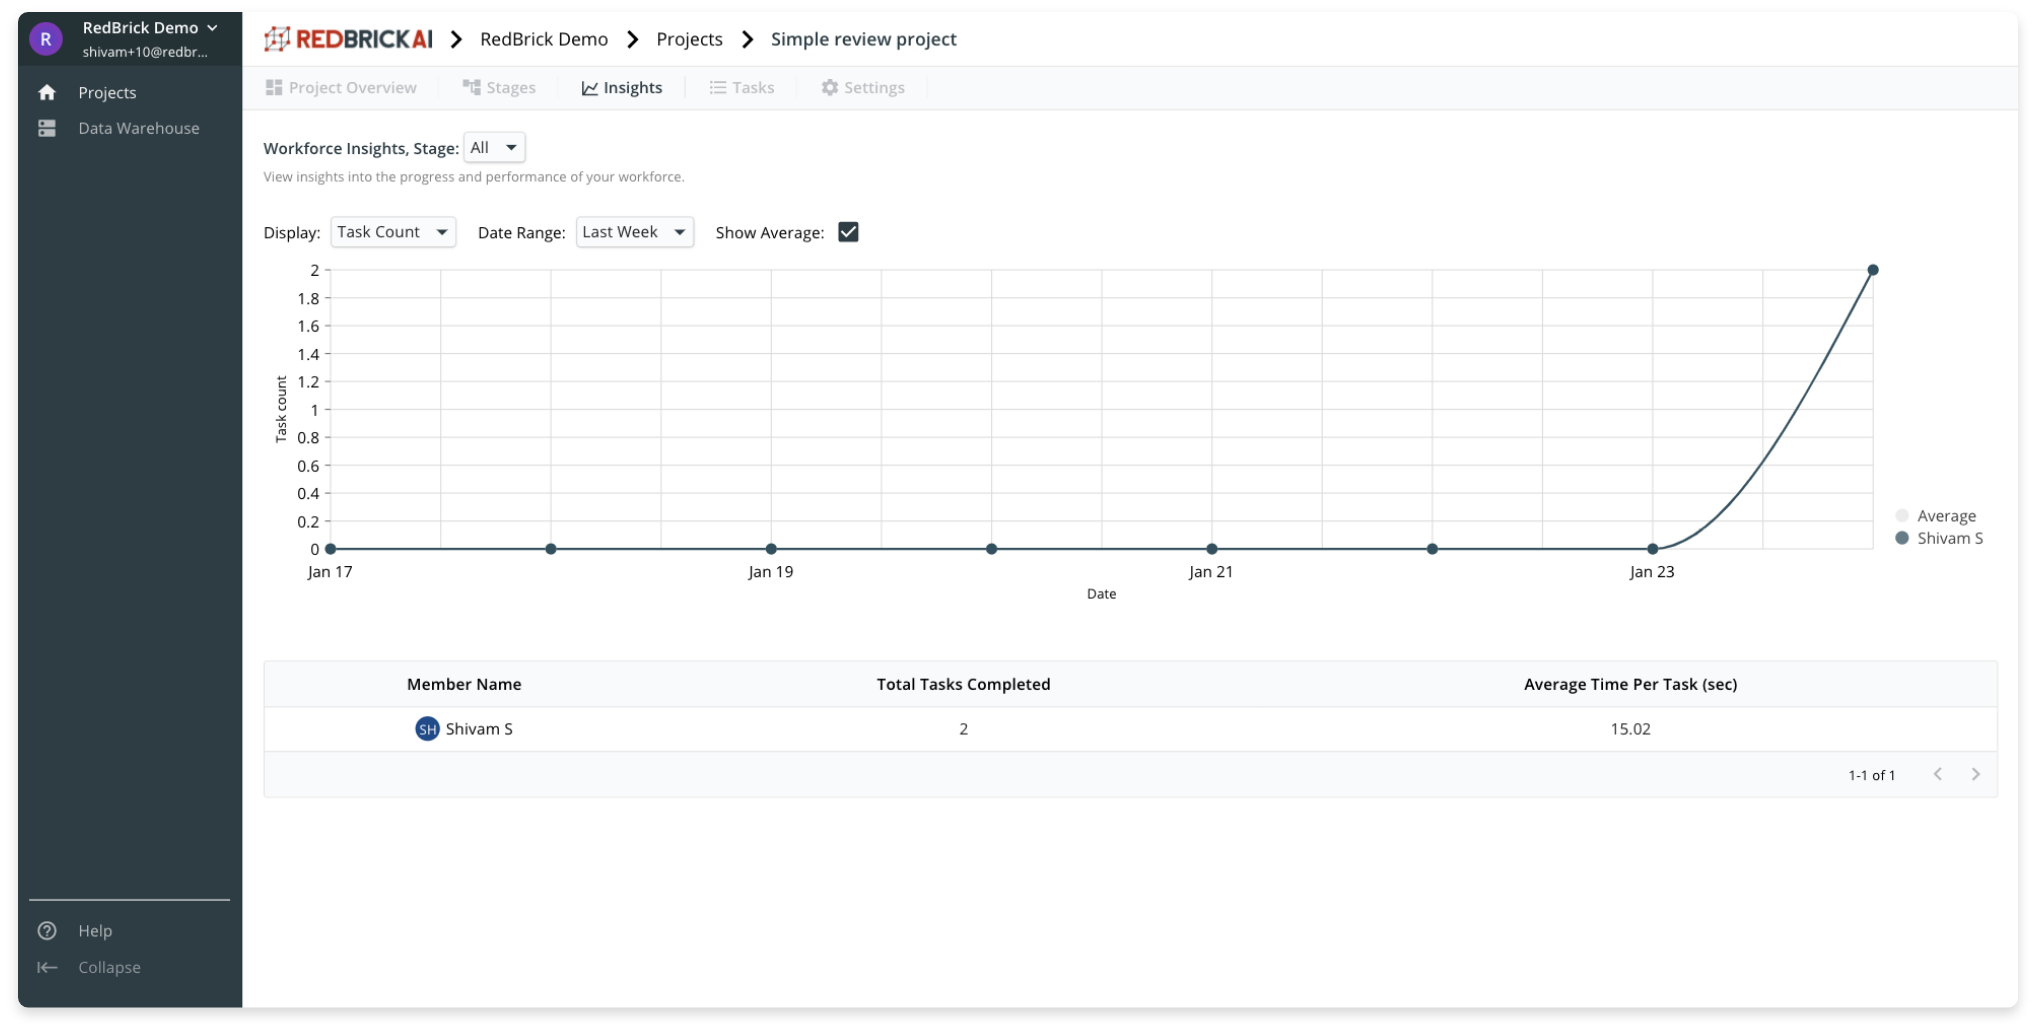 R
RedBrick Demo
shivam+10@redbr...
Projects
Data Warehouse
Help
Collapse
REDBRICKAI RedBrick Demo Projects Simple review project
Project Overview Stages Insights Tasks Settings
Workforce Insights, Stage: All
View insights into the progress and performance of your workforce.
Display: Task Count Date Range: Last Week Show Average:
2
1.8
1.6
1.4
1.2
1
0.8
0.6
0.4
0.2
0
Task count
Jan 17 Jan 19 Jan 21 Jan 23
Date
Average
Shivam S
Member Name Total Tasks Completed Average Time Per Task (sec)
SH Shivam S 2 15.02
1-1 of 1